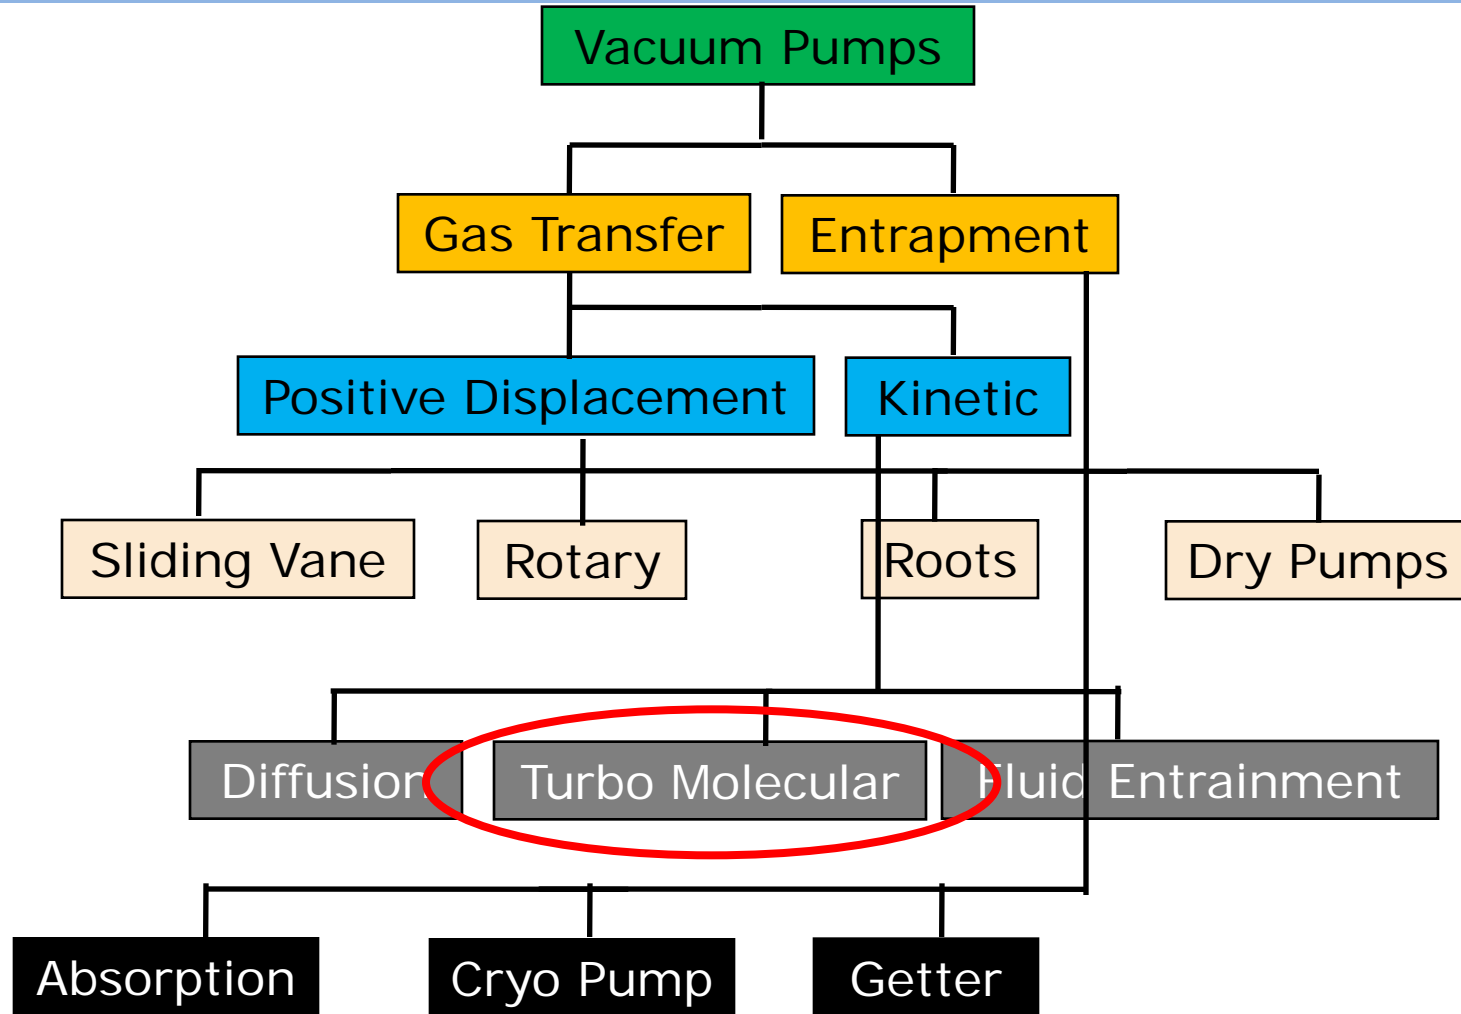 Vacuum Pumps
Gas Transfer
Entrapment
Positive Displacement
Kinetic
Sliding Vane
Rotary
Roots
Dry Pumps
Diffusion
Turbo Molecular
Fluid Entrainment
Absorption
Cryo Pump
Getter